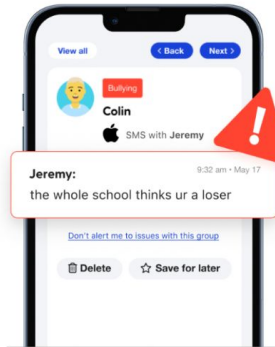 View all
< Back
Next >
Bullying
Colin
SMS with Jeremy
!
Jeremy:
9:32 am • May 17
the whole school thinks ur a loser
Don't alert me to issues with this group
Delete
Save for later